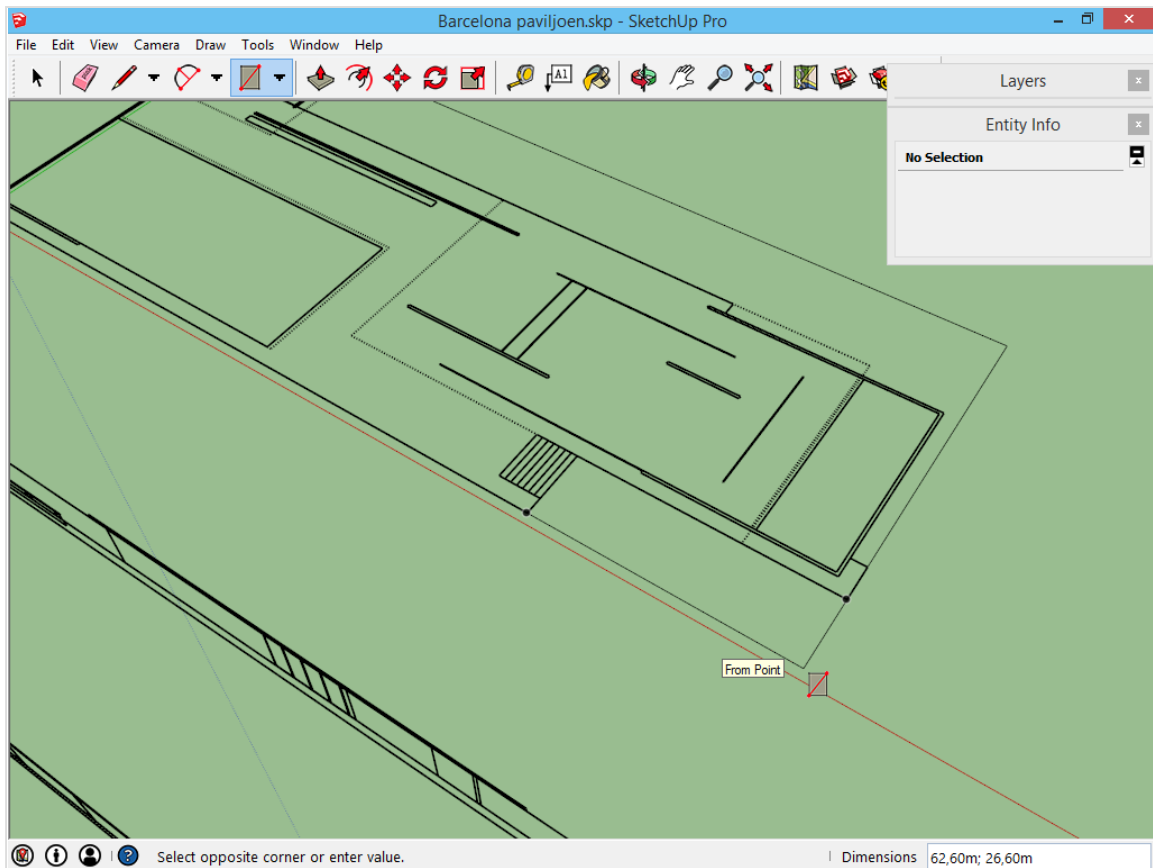 Barcelona paviljoen.skp - SketchUp Pro
File Edit View Camera Draw Tools Window Help
A1
Layers
Entity Info
No Selection
From Point
Select opposite corner or enter value.
Dimensions 62,60m; 26,60m